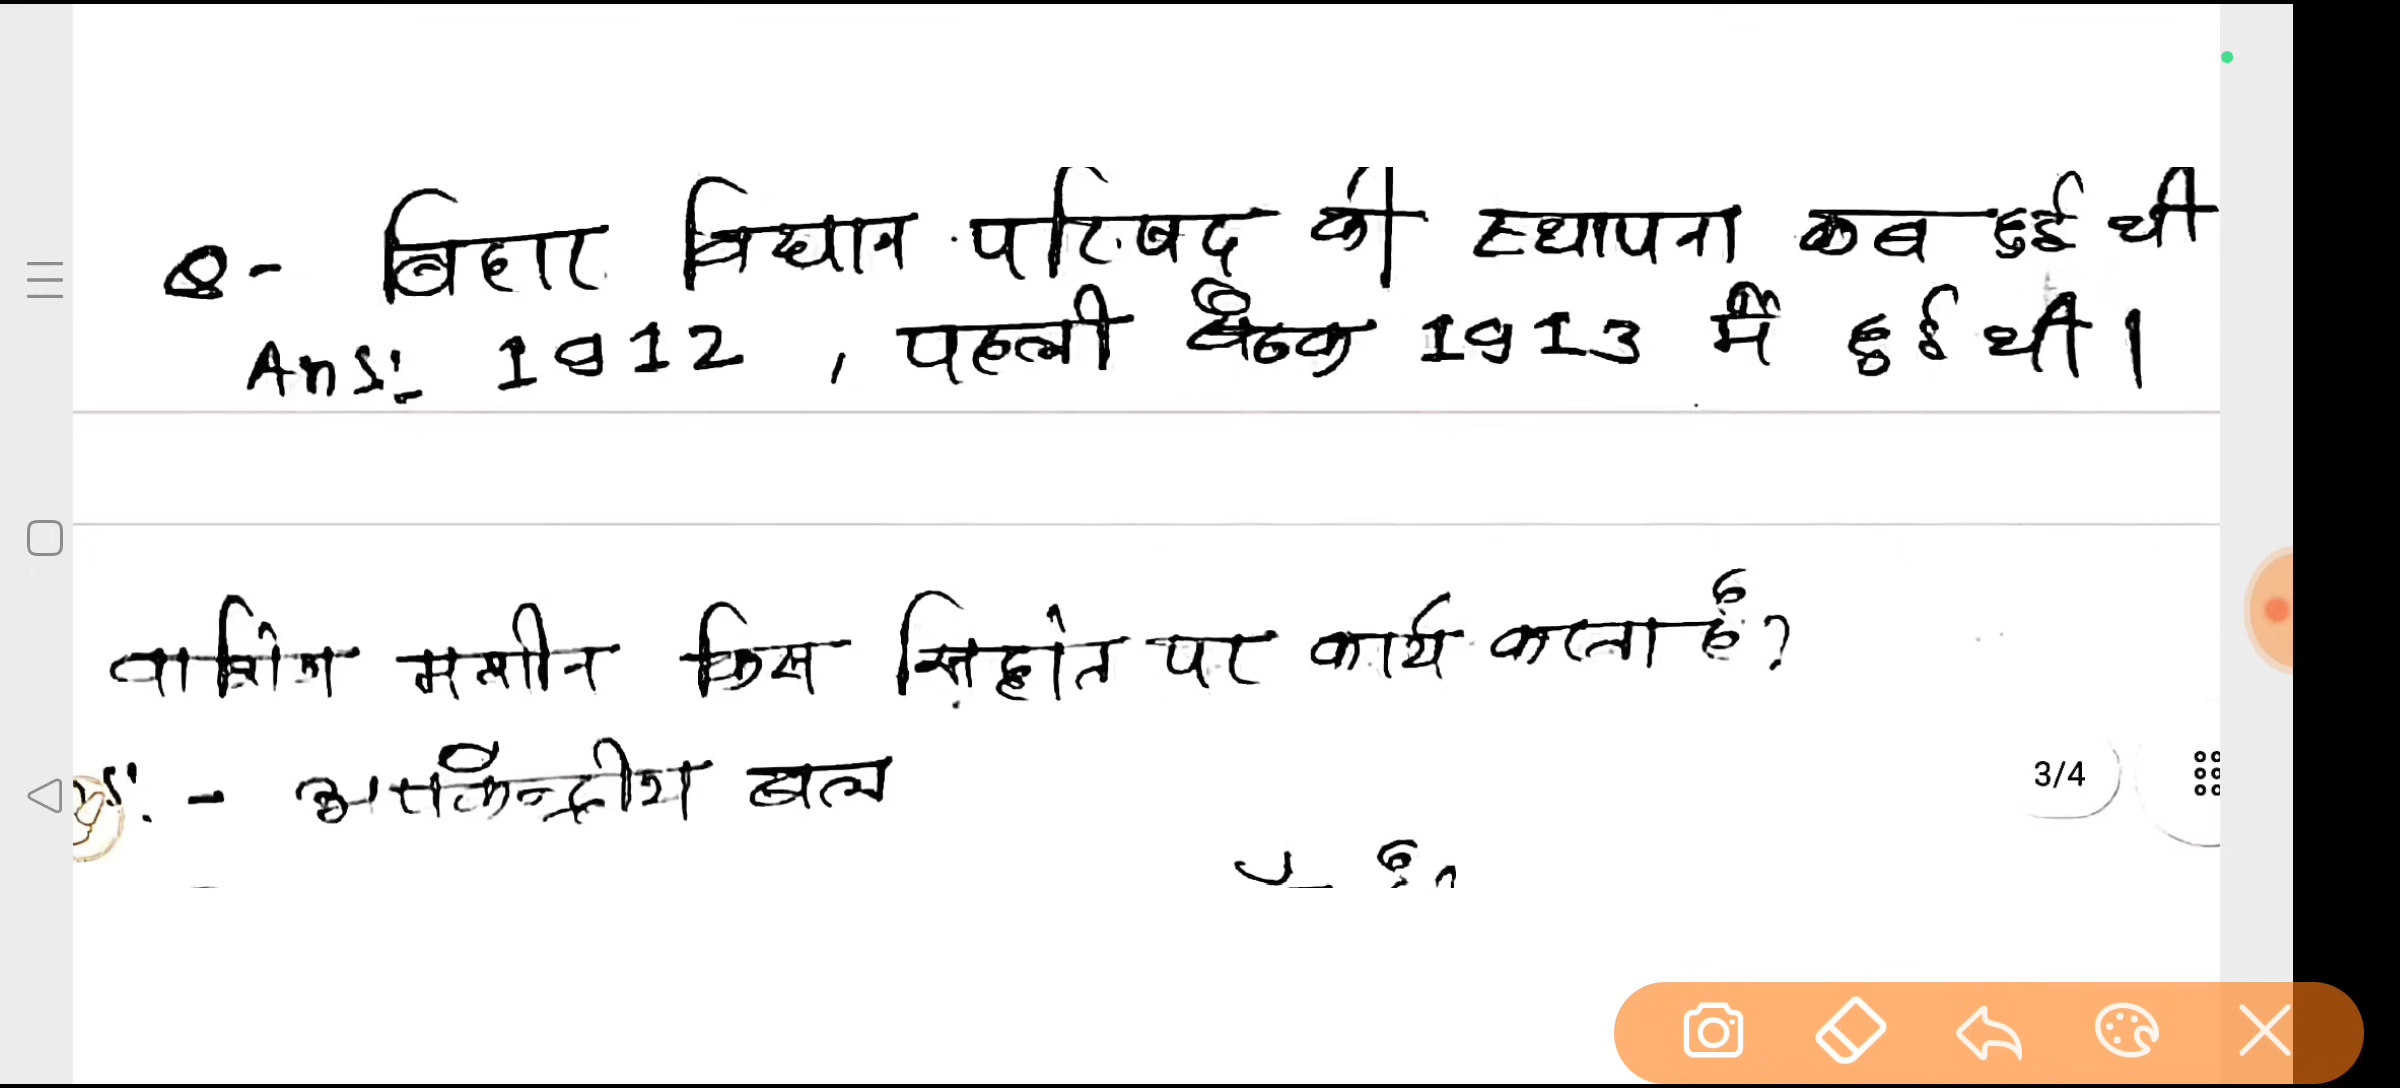 Q- बिहार विधान परिषद की स्थापना कब हुई थी
Ans:- 1912 , पहली बैठक 1913 में हुई थी।
वाशिंग मशीन किस सिद्धांत पर कार्य करता है?
s: - अपकेन्द्रीय बल
3/4